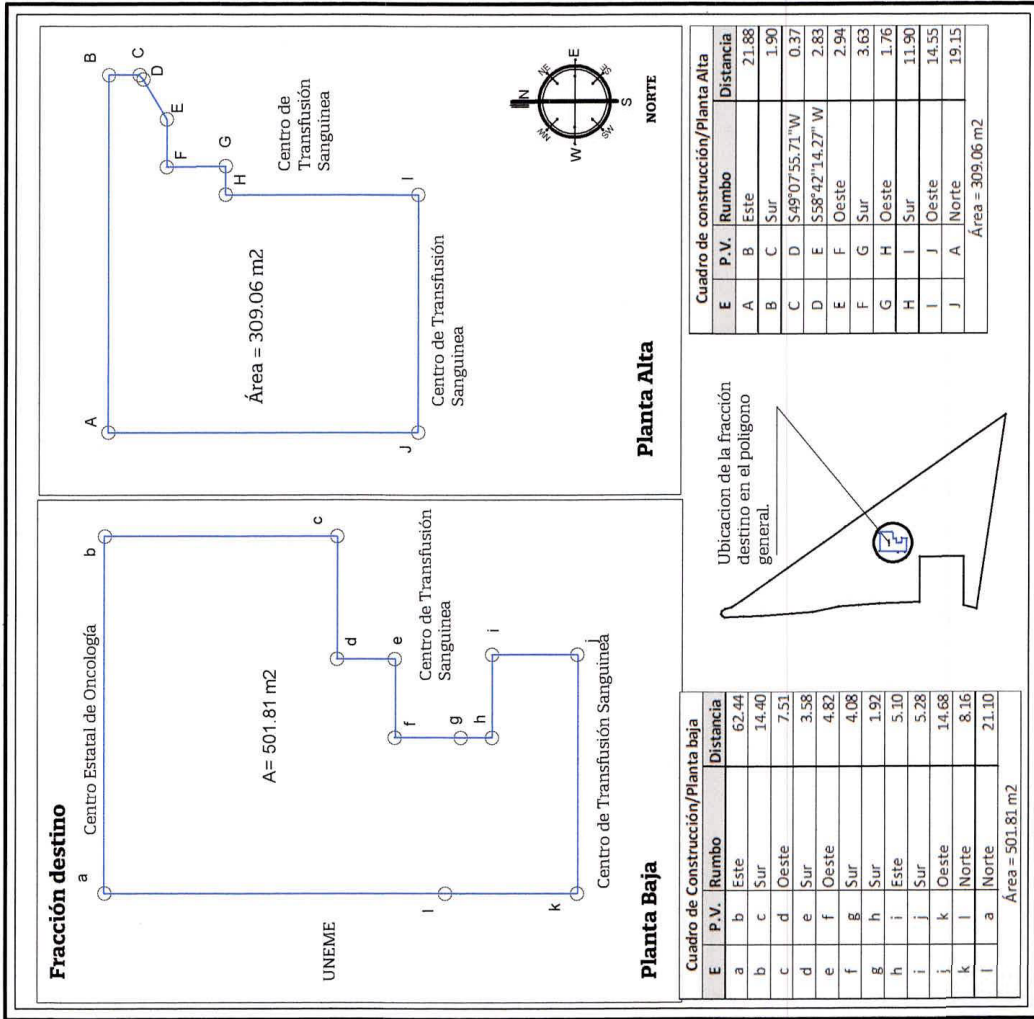 Fracción destino
a
Centro Estatal de Oncología
b
UNEME
A= 501.81 m2
c
d
e
f
Centro de Transfusión
Sanguinea
g
h
i
l
k
j
Centro de Transfusión Sanguinea
Planta Baja
A
B
C
D
E
F
G
H
Área = 309.06 m2
Centro de
Transfusión
Sanguinea
I
J
Centro de Transfusión
Sanguinea
N
NE
E
SE
S
SW
W
NW
NORTE
Planta Alta
Cuadro de Construcción/Planta baja
E P.V. Rumbo Distancia
a b Este 62.44
b c Sur 14.40
c d Oeste 7.51
d e Sur 3.58
e f Oeste 4.82
f g Sur 4.08
g h Sur 1.92
h i Este 5.10
i j Sur 5.28
j k Oeste 14.68
k l Norte 8.16
l a Norte 21.10
Área = 501.81 m2
Ubicacion de la fracción
destino en el poligono
general.
Cuadro de construcción/Planta Alta
E P.V. Rumbo Distancia
A B Este 21.88
B C Sur 1.90
C D S49°07'55.71"W 0.37
D E S58°42'14.27" W 2.83
E F Oeste 2.94
F G Sur 3.63
G H Oeste 1.76
H I Sur 11.90
I J Oeste 14.55
J A Norte 19.15
Área = 309.06 m2